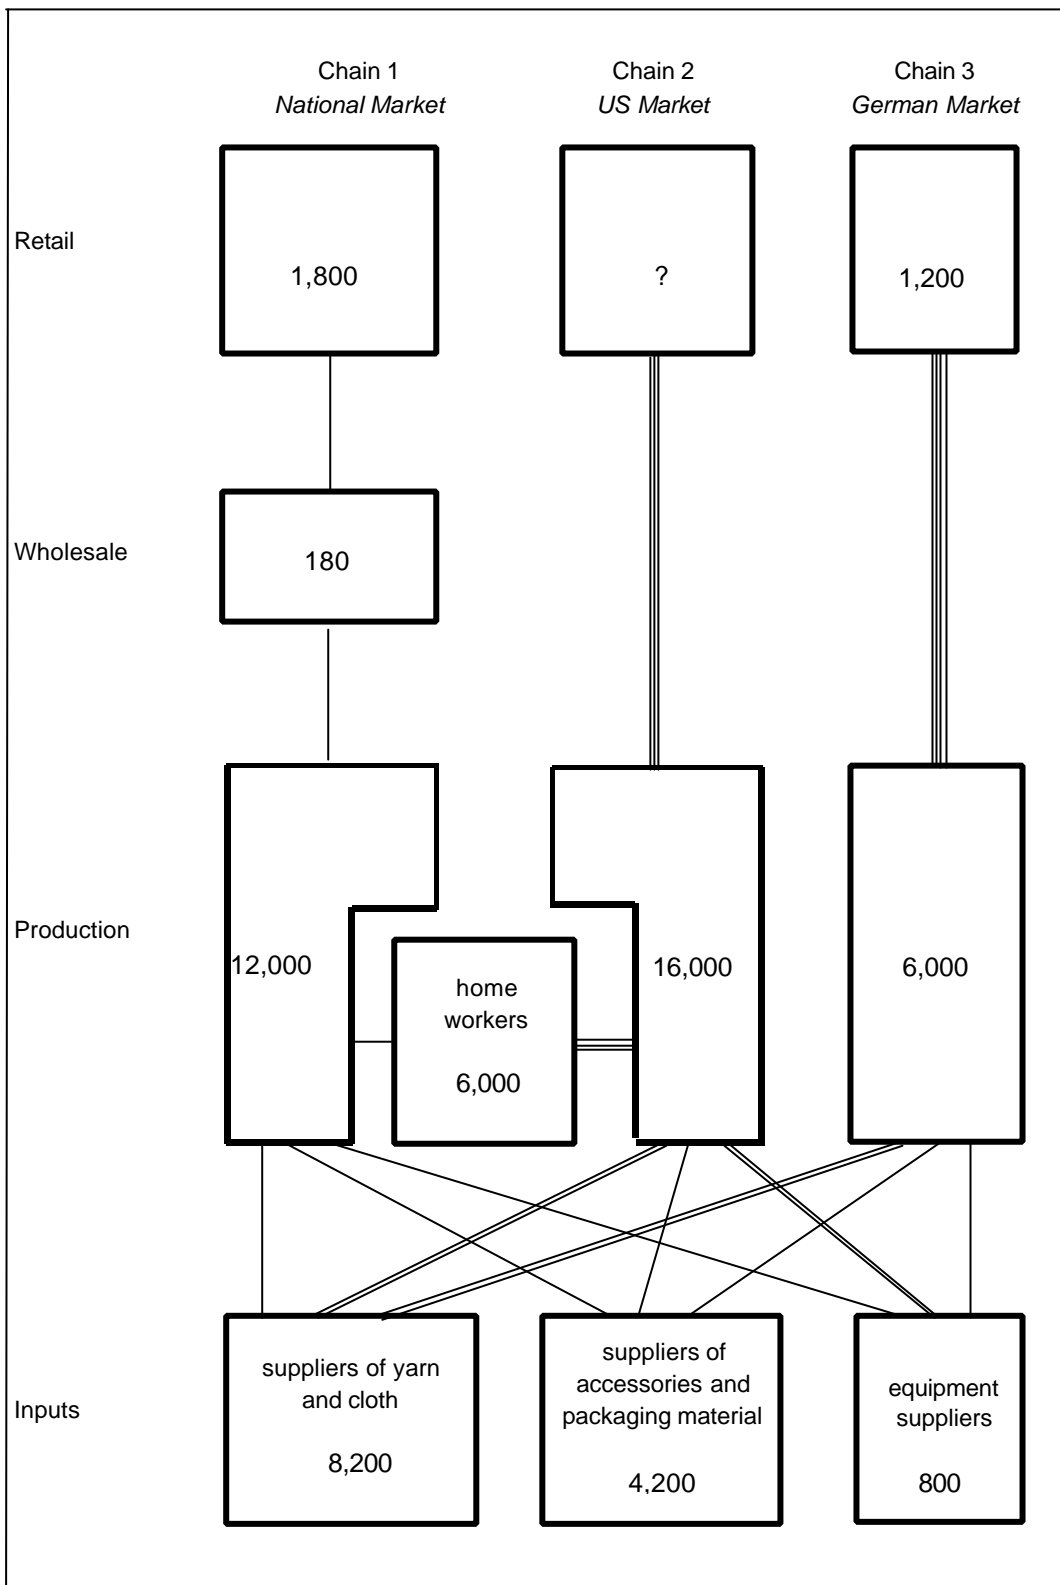 Chain 1
National Market
Chain 2
US Market
Chain 3
German Market
Retail
1,800
?
1,200
Wholesale
180
Production
12,000
home
workers
6,000
16,000
6,000
Inputs
suppliers of yarn
and cloth
8,200
suppliers of
accessories and
packaging material
4,200
equipment
suppliers
800